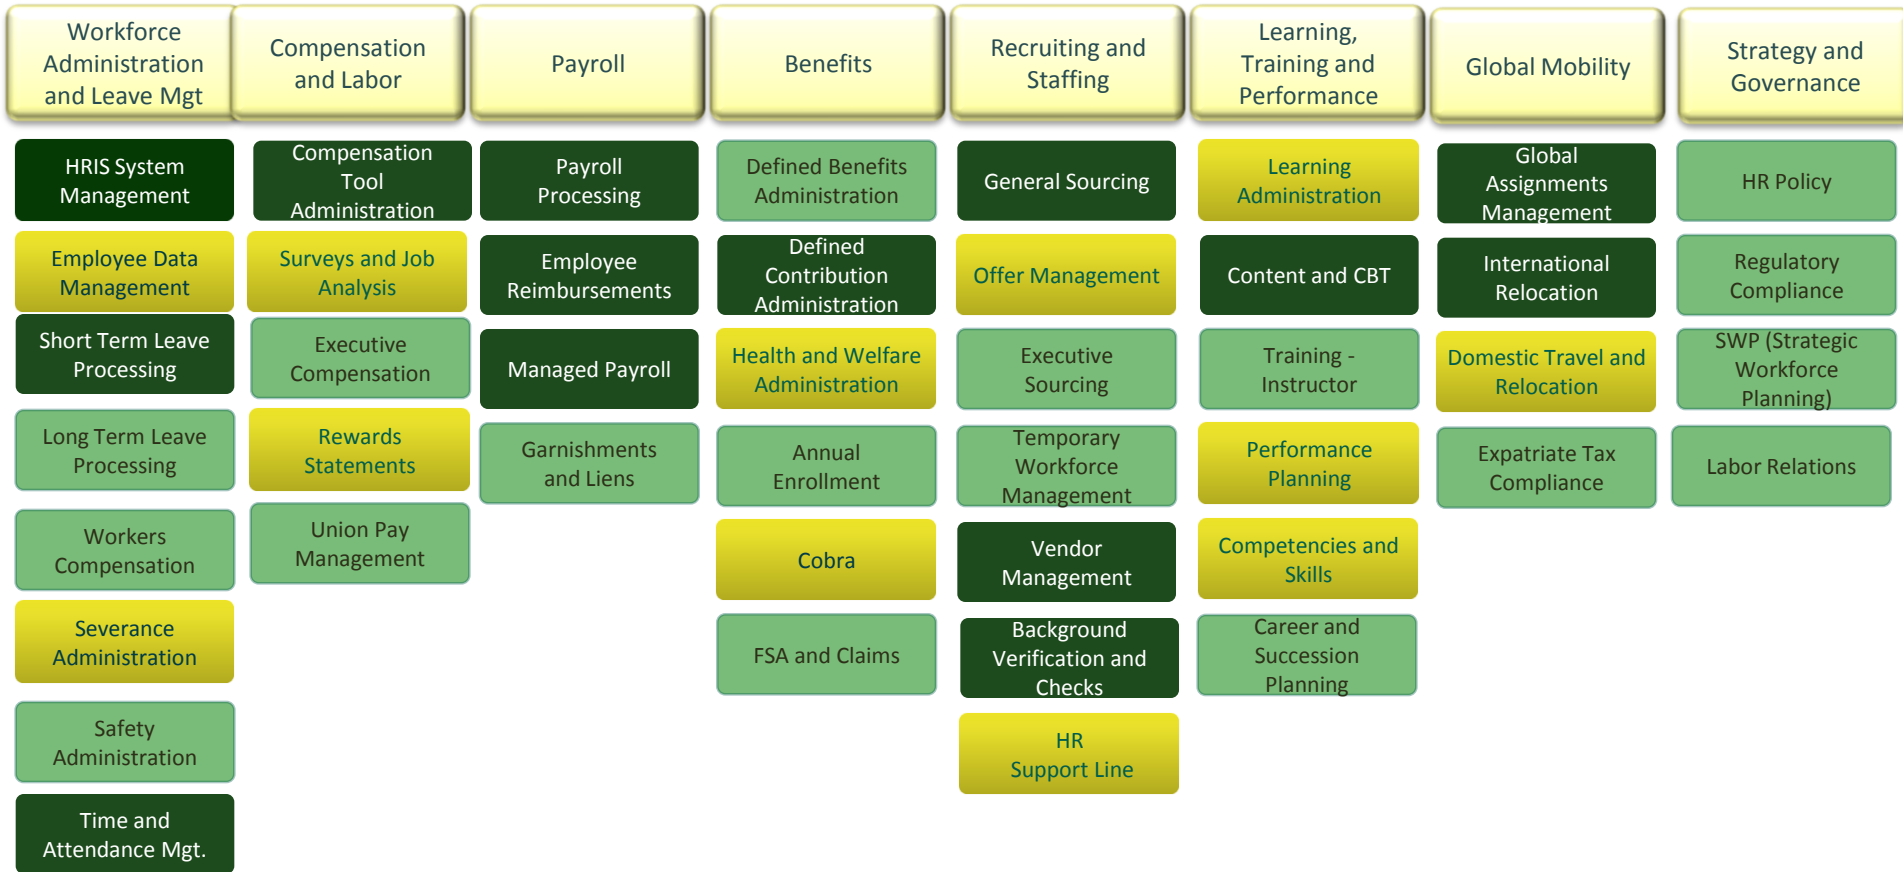 Workforce
Administration
and Leave Mgt
Compensation
and Labor
Payroll
Benefits
Recruiting and
Staffing
Learning,
Training and
Performance
Global Mobility
Strategy and
Governance
HRIS System
Management
Employee Data
Management
Short Term Leave
Processing
Long Term Leave
Processing
Workers
Compensation
Severance
Administration
Safety
Administration
Time and
Attendance Mgt.
Compensation
Tool
Administration
Surveys and Job
Analysis
Executive
Compensation
Rewards
Statements
Union Pay
Management
Payroll
Processing
Employee
Reimbursements
Managed Payroll
Garnishments
and Liens
Defined Benefits
Administration
Defined
Contribution
Administration
Health and Welfare
Administration
Annual
Enrollment
Cobra
FSA and Claims
General Sourcing
Offer Management
Executive
Sourcing
Temporary
Workforce
Management
Vendor
Management
Background
Verification and
Checks
HR
Support Line
Learning
Administration
Content and CBT
Training -
Instructor
Performance
Planning
Competencies and
Skills
Career and
Succession
Planning
Global
Assignments
Management
International
Relocation
Domestic Travel and
Relocation
Expatriate Tax
Compliance
HR Policy
Regulatory
Compliance
SWP (Strategic
Workforce
Planning)
Labor Relations